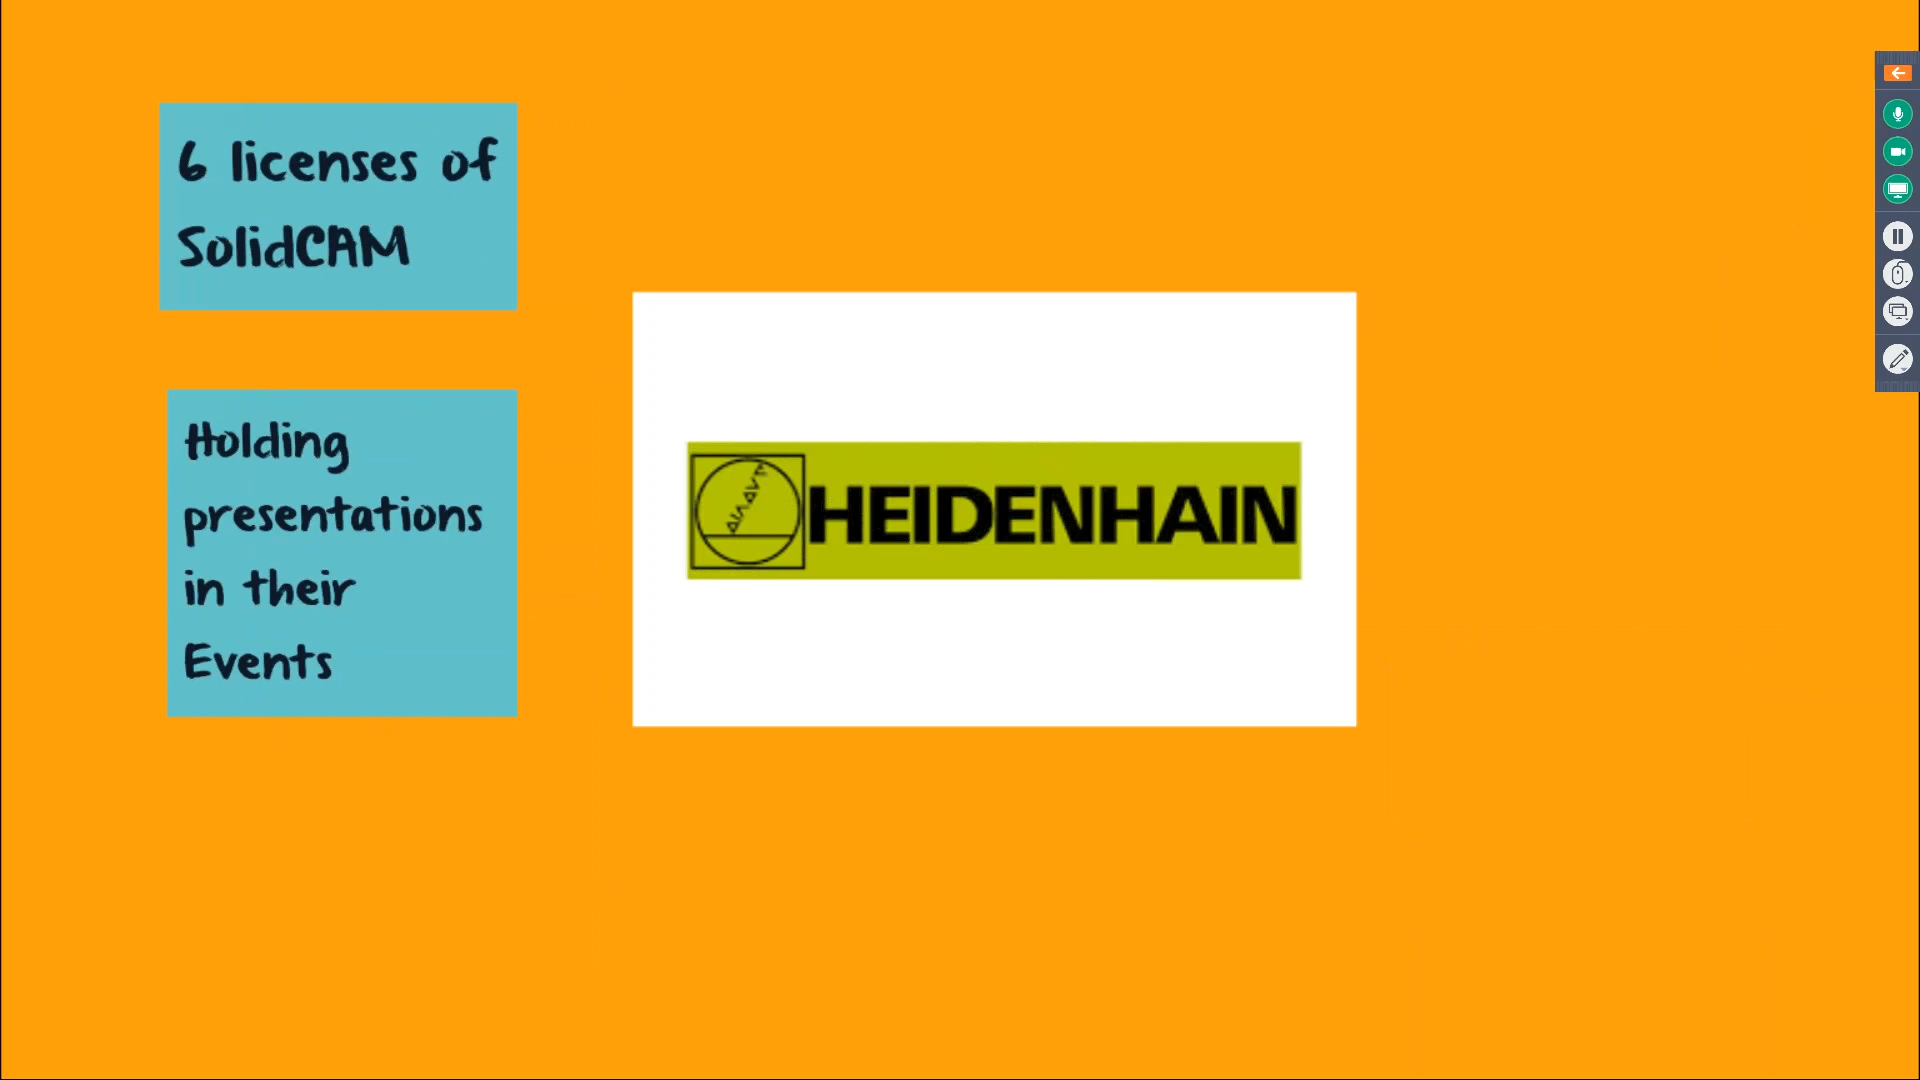 6 licenses of
SolidCAM
Holding
presentations
in their
Events
HEIDENHAIN